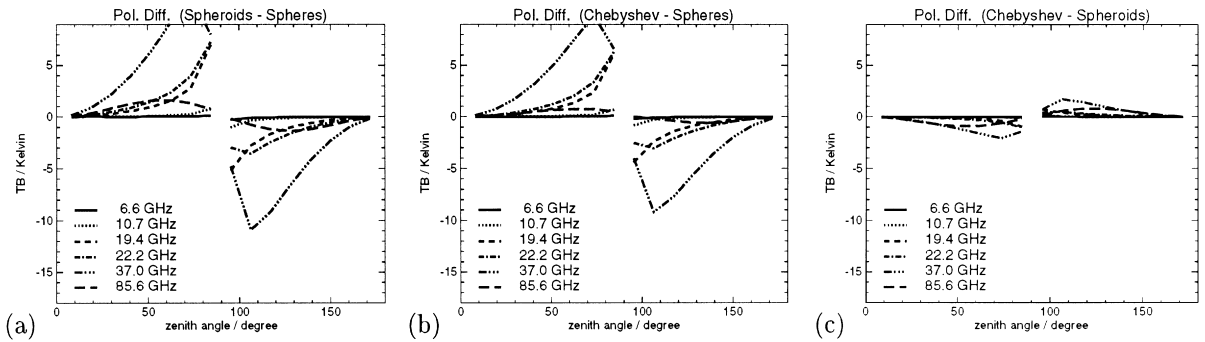 Pol. Diff. (Spheroids - Spheres)
5
0
-5
-10
-15
TB / Kelvin
6.6 GHz
10.7 GHz
19.4 GHz
22.2 GHz
37.0 GHz
85.6 GHz
0 50 100 150
zenith angle / degree
(a)
Pol. Diff. (Chebyshev - Spheres)
5
0
-5
-10
-15
TB / Kelvin
6.6 GHz
10.7 GHz
19.4 GHz
22.2 GHz
37.0 GHz
85.6 GHz
0 50 100 150
zenith angle / degree
(b)
Pol. Diff. (Chebyshev - Spheroids)
5
0
-5
-10
-15
TB / Kelvin
6.6 GHz
10.7 GHz
19.4 GHz
22.2 GHz
37.0 GHz
85.6 GHz
0 50 100 150
zenith angle / degree
(c)